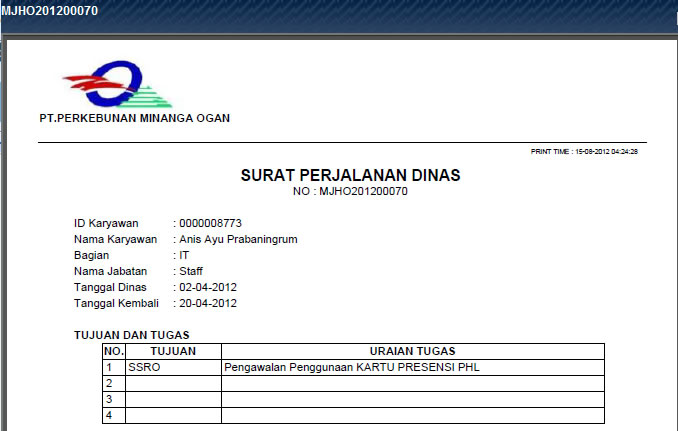 MJHO201200070
PT.PERKEBUNAN MINANGA OGAN
PRINT TIME : 15-08-2012 04:24:28
SURAT PERJALANAN DINAS
NO : MJHO201200070
ID Karyawan : 0000008773
Nama Karyawan : Anis Ayu Prabaningrum
Bagian : IT
Nama Jabatan : Staff
Tanggal Dinas : 02-04-2012
Tanggal Kembali : 20-04-2012
TUJUAN DAN TUGAS
NO. TUJUAN URAIAN TUGAS
1 SSRO Pengawalan Penggunaan KARTU PRESENSI PHL
2
3
4